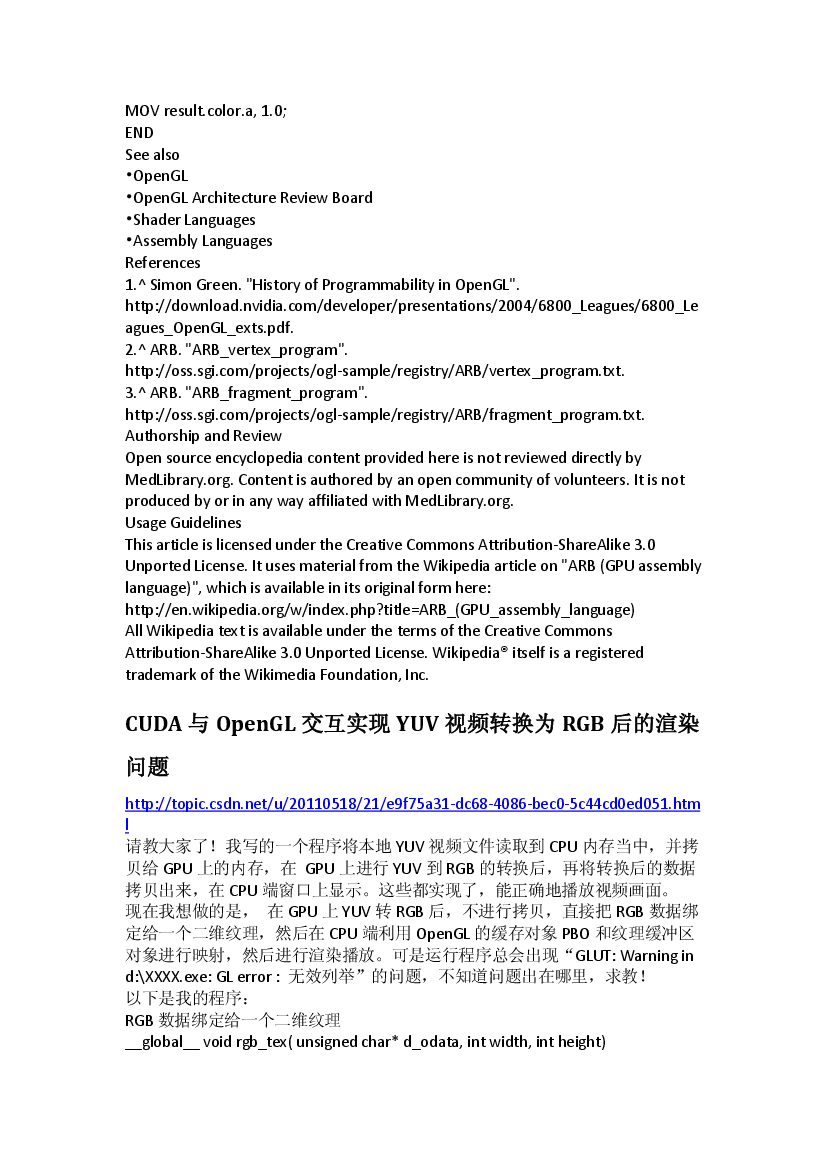 MOV result.color.a, 1.0;
END
See also
•OpenGL
•OpenGL Architecture Review Board
•Shader Languages
•Assembly Languages
References
1.^ Simon Green. "History of Programmability in OpenGL".
http://download.nvidia.com/developer/presentations/2004/6800_Leagues/6800_Le
agues_OpenGL_exts.pdf.
2.^ ARB. "ARB_vertex_program".
http://oss.sgi.com/projects/ogl-sample/registry/ARB/vertex_program.txt.
3.^ ARB. "ARB_fragment_program".
http://oss.sgi.com/projects/ogl-sample/registry/ARB/fragment_program.txt.
Authorship and Review
Open source encyclopedia content provided here is not reviewed directly by
MedLibrary.org. Content is authored by an open community of volunteers. It is not
produced by or in any way affiliated with MedLibrary.org.
Usage Guidelines
This article is licensed under the Creative Commons Attribution-ShareAlike 3.0
Unported License. It uses material from the Wikipedia article on "ARB (GPU assembly
language)", which is available in its original form here:
http://en.wikipedia.org/w/index.php?title=ARB_(GPU_assembly_language)
All Wikipedia text is available under the terms of the Creative Commons
Attribution-ShareAlike 3.0 Unported License. Wikipedia® itself is a registered
trademark of the Wikimedia Foundation, Inc.
CUDA 与 OpenGL 交互实现 YUV 视频转换为 RGB 后的渲染
问题
http://topic.csdn.net/u/20110518/21/e9f75a31-dc68-4086-bec0-5c44cd0ed051.htm
l
请教大家了！我写的一个程序将本地 YUV 视频文件读取到 CPU 内存当中，并拷
贝给 GPU 上的内存，在 GPU 上进行 YUV 到 RGB 的转换后，再将转换后的数据
拷贝出来，在 CPU 端窗口上显示。这些都实现了，能正确地播放视频画面。
现在我想做的是， 在 GPU 上 YUV 转 RGB 后，不进行拷贝，直接把 RGB 数据绑
定给一个二维纹理，然后在 CPU 端利用 OpenGL 的缓存对象 PBO 和纹理缓冲区
对象进行映射，然后进行渲染播放。可是运行程序总会出现“GLUT: Warning in
d:\XXXX.exe: GL error : 无效列举”的问题，不知道问题出在哪里，求教！
以下是我的程序：
RGB 数据绑定给一个二维纹理
__global__ void rgb_tex( unsigned char* d_odata, int width, int height)